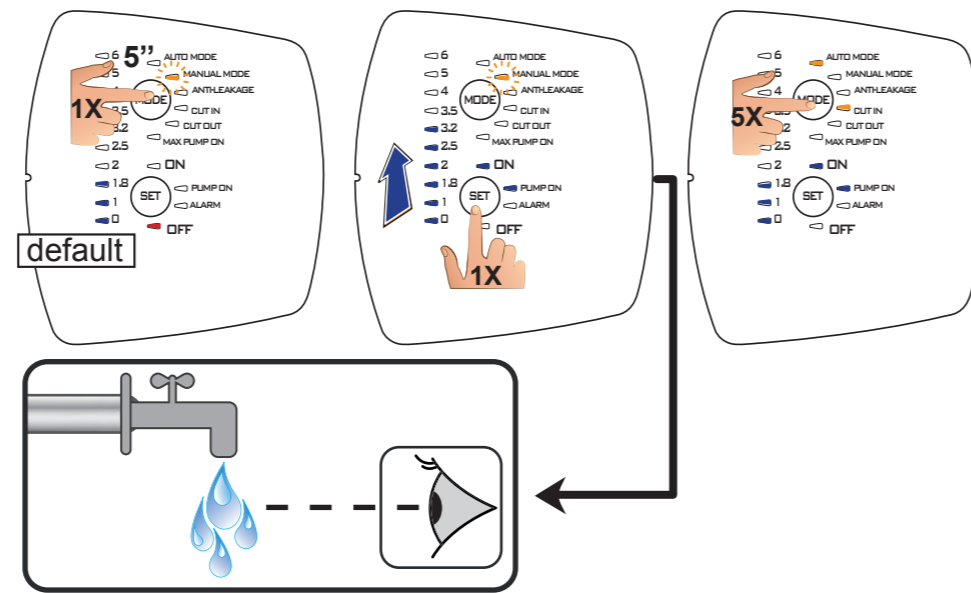 6 5’’ AUTO MODE
5 MANUAL MODE
1X MODE ANTI-LEAKAGE
CUT IN
CUT OUT
2.5 MAX PUMP ON
2 ON
1.8 PUMP ON
SET
1 ALARM
0 OFF
default
6 AUTO MODE
5 MANUAL MODE
4 MODE ANTI-LEAKAGE
3.5 CUT IN
3.2 CUT OUT
2.5 MAX PUMP ON
2 ON
1.8 PUMP ON
SET
1 ALARM
0 OFF
1X
6 AUTO MODE
MANUAL MODE
4 MODE ANTI-LEAKAGE
5X CUT IN
CUT OUT
2.5 MAX PUMP ON
2 ON
1.8 PUMP ON
SET
1 ALARM
0 OFF